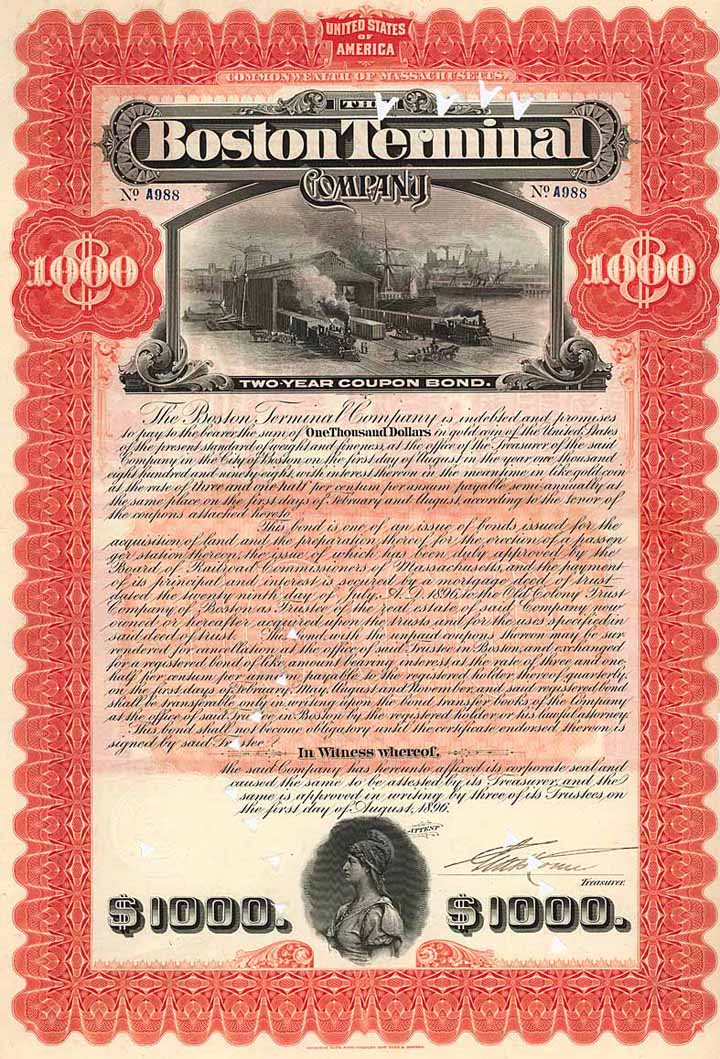 UNITED STATES
OF
AMERICA
COMMONWEALTH OF MASSACHUSETTS.
THE
Boston Terminal
COMPANY
No. A988
No. A988
$1000
$1000
TWO-YEAR COUPON BOND.
The Boston Terminal Company is indebted and promises
to pay to the bearer the sum of One Thousand Dollars in gold coin of the United States
of the present standard of weight and fineness, at the office of the Treasurer of the said
Company in the City of Boston on the first day of August in the year one thousand
eight hundred and ninety eight, with interest thereon in the meantime in like gold coin
at the rate of three and one half per centum per annum payable semi-annually at
the same place on the first days of February and August, according to the tenor of
the coupons attached hereto.
This bond is one of an issue of bonds issued for the
acquisition of land and the preparation thereof for the erection of a passen-
ger station thereon, the issue of which has been duly approved by the
Board of Railroad Commissioners of Massachusetts, and the payment
of its principal and interest is secured by a mortgage deed of trust
dated the twenty ninth day of July, A.D. 1896, to the Old Colony Trust
Company of Boston as Trustee of the real estate of said Company now
owned or hereafter acquired upon the trusts and for the uses specified in
said deed of trust. This bond, with the unpaid coupons thereon may be sur-
rendered for cancellation at the office of said Trustee in Boston, and exchanged
for a registered bond of like amount bearing interest at the rate of three and one
half per centum per annum payable to the registered holder thereof quarterly
on the first days of February, May, August and November, and said registered bond
shall be transferable only in writing upon the bond transfer books of the Company
at the office of said Trustee in Boston by the registered holder or his lawful attorney.
This bond shall not become obligatory until the certificate endorsed thereon is
signed by said Trustee.
In Witness whereof,
the said Company has hereunto affixed its corporate seal and
caused the same to be attested by its Treasurer, and the
same is approved in writing by three of its Trustees, on
the first day of August, 1896.
ATTEST
Treasurer.
$1000.
$1000.